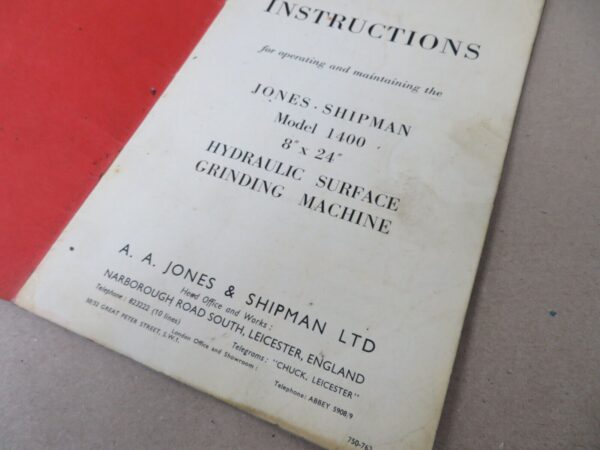 INSTRUCTIONS
for operating and maintaining the
JONES-SHIPMAN
Model 1400
8" x 24"
HYDRAULIC SURFACE
GRINDING MACHINE
A. A. JONES & SHIPMAN LTD
Head Office and Works:
NARBOROUGH ROAD SOUTH, LEICESTER, ENGLAND
Telephone: 823222 (10 lines) Telegrams: "CHUCK, LEICESTER"
London Office and Showroom:
50/52 GREAT PETER STREET, S.W.1. Telephone: ABBEY 5908/9